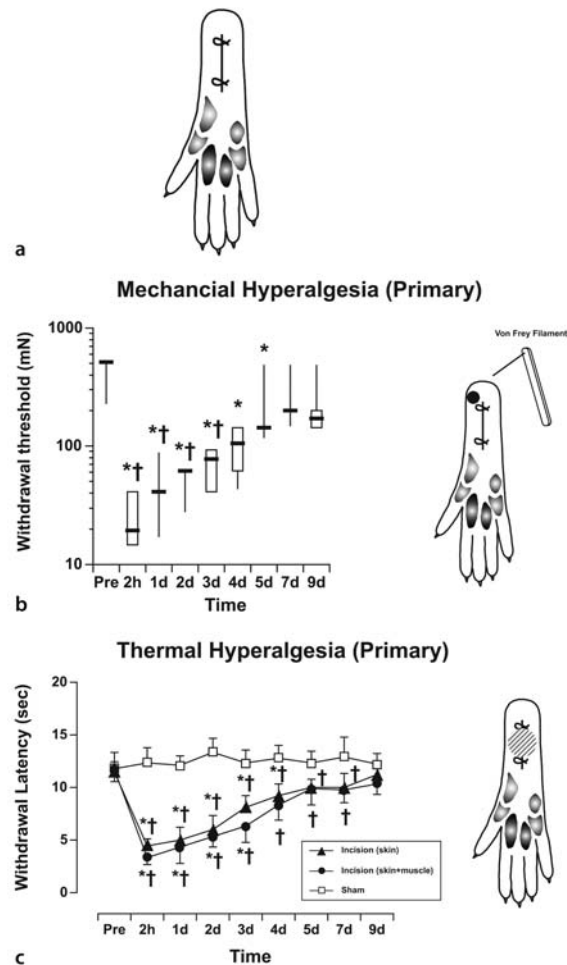 a
Mechancial Hyperalgesia (Primary)
Withdrawal threshold (mN)
1000
100
10
*†
*†
*†
*†
*
*
Pre 2h 1d 2d 3d 4d 5d 7d 9d
Time
Von Frey Filament
b
Thermal Hyperalgesia (Primary)
Withdrawal Latency (sec)
20
15
10
5
0
*† *† *† *† *† † †
*† *† *† *† † † †
Incision (skin)
Incision (skin+muscle)
Sham
Pre 2h 1d 2d 3d 4d 5d 7d 9d
Time
c